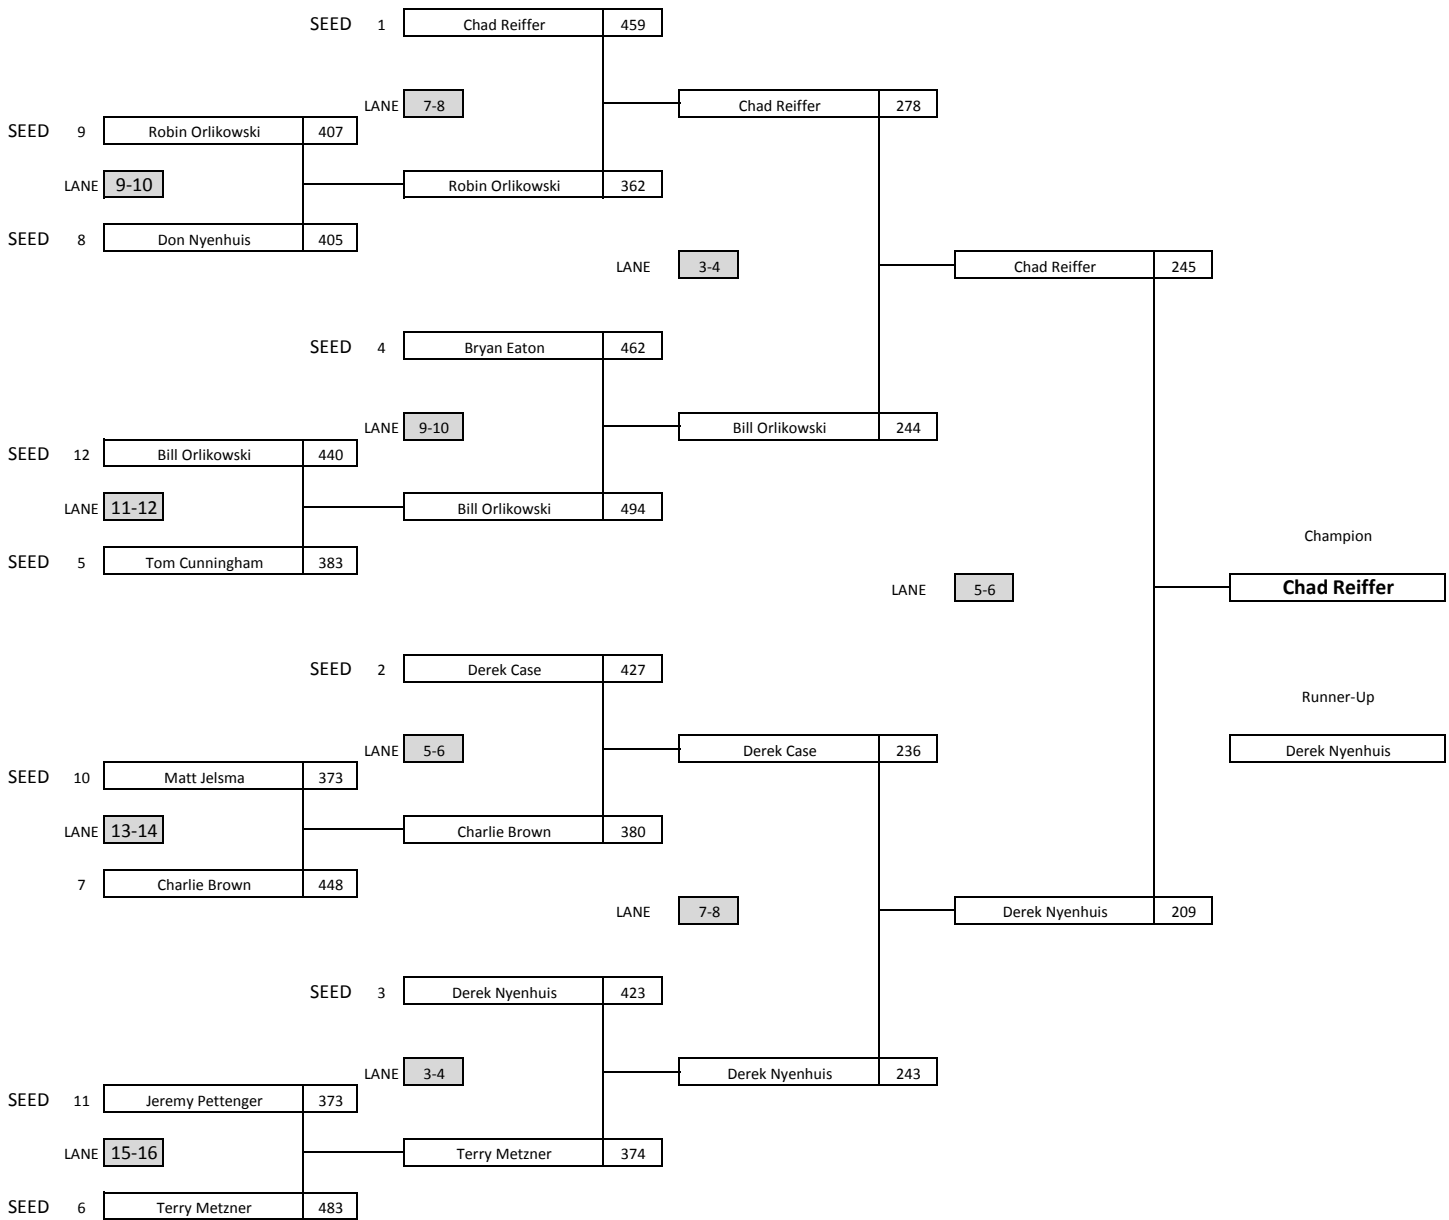 SEED 1 Chad Reiffer 459
LANE 7-8 Chad Reiffer 278
SEED 9 Robin Orlikowski 407
LANE 9-10 Robin Orlikowski 362
SEED 8 Don Nyenhuis 405
LANE 3-4 Chad Reiffer 245
SEED 4 Bryan Eaton 462
LANE 9-10 Bill Orlikowski 244
SEED 12 Bill Orlikowski 440
LANE 11-12 Bill Orlikowski 494
Champion
SEED 5 Tom Cunningham 383
LANE 5-6 Chad Reiffer
SEED 2 Derek Case 427
Runner-Up
LANE 5-6 Derek Case 236 Derek Nyenhuis
SEED 10 Matt Jelsma 373
LANE 13-14 Charlie Brown 380
7 Charlie Brown 448
LANE 7-8 Derek Nyenhuis 209
SEED 3 Derek Nyenhuis 423
LANE 3-4 Derek Nyenhuis 243
SEED 11 Jeremy Pettenger 373
LANE 15-16 Terry Metzner 374
SEED 6 Terry Metzner 483